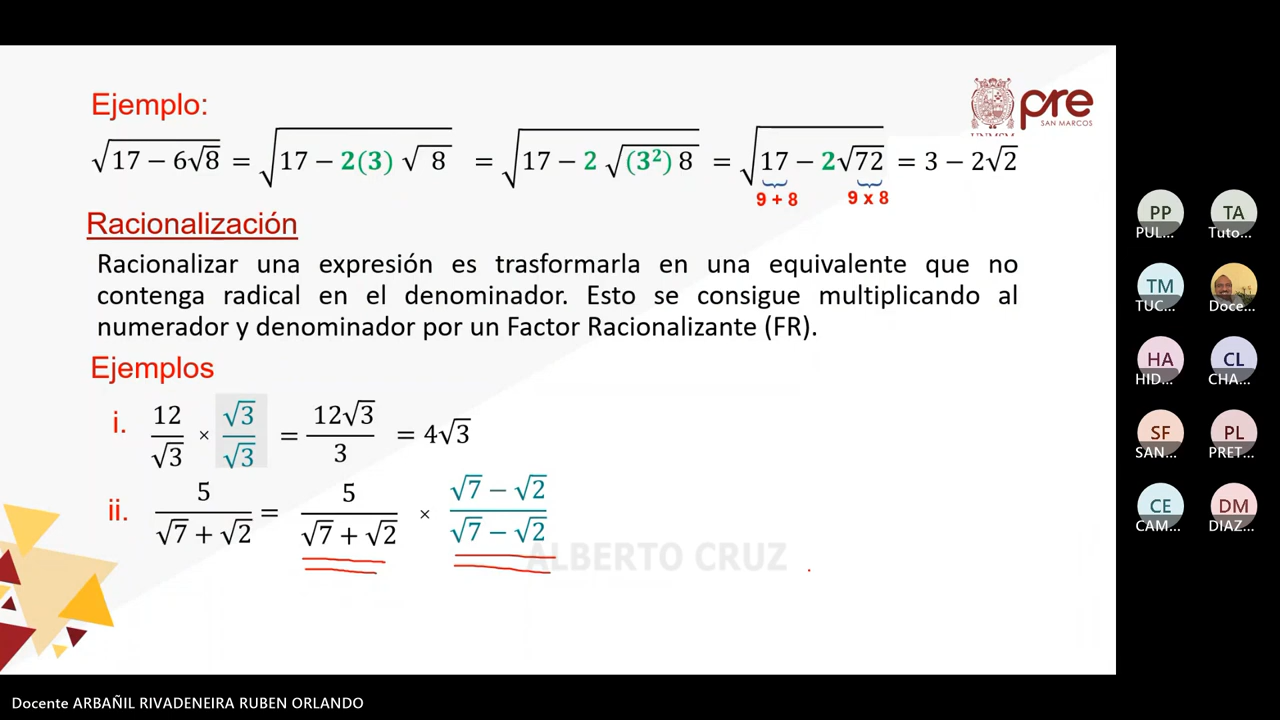 Ejemplo:
√(17 − 6√8) = √(17 − 2(3) √8) = √(17 − 2 √((3²) 8)) = √(17 − 2√72) = 3 − 2√2
9 + 8 9 x 8
pre
SAN MARCOS
Racionalización
Racionalizar una expresión es trasformarla en una equivalente que no
contenga radical en el denominador. Esto se consigue multiplicando al
numerador y denominador por un Factor Racionalizante (FR).
Ejemplos
i. 12/√3 × √3/√3 = 12√3/3 = 4√3
ii. 5/(√7 + √2) = 5/(√7 + √2) × (√7 − √2)/(√7 − √2)
ALBERTO CRUZ
PP TA
PUL... Tuto...
TM
TUC... Doce...
HA CL
HID... CHA...
SF PL
SAN... PRET...
CE DM
CAM... DIAZ...
Docente ARBAÑIL RIVADENEIRA RUBEN ORLANDO